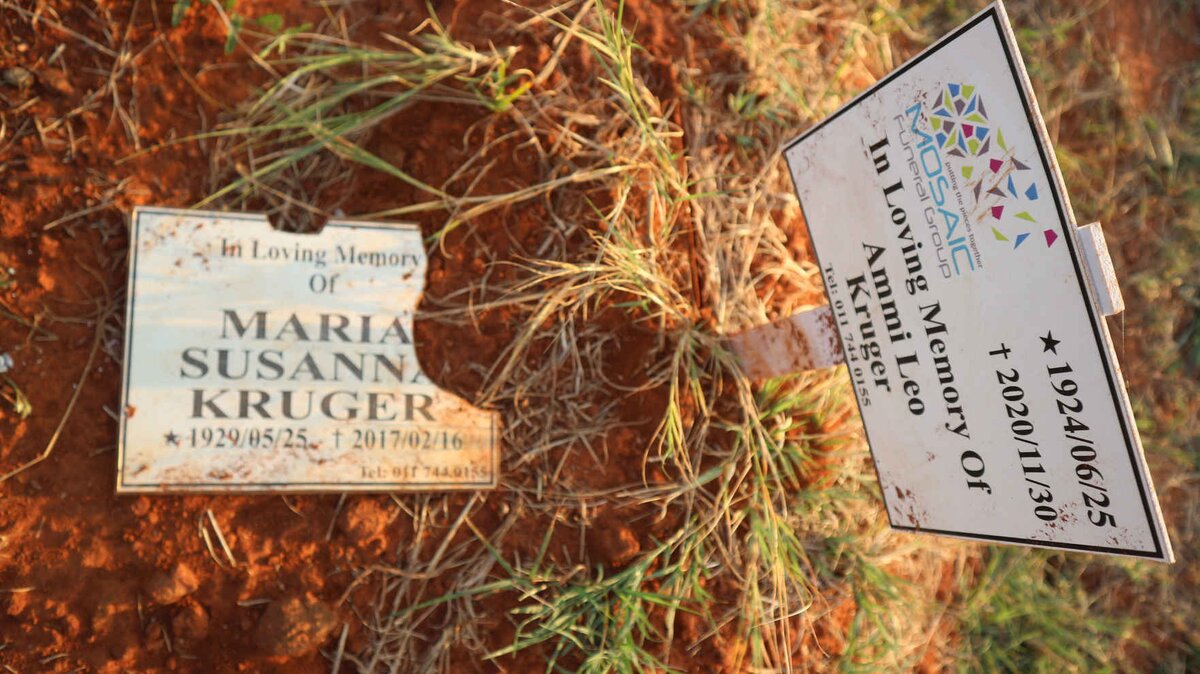 In Loving Memory
Of
MARIA
SUSANNA
KRUGER
★ 1929/05/25 ✝ 2017/02/16
Tel: 011 744 0155
MOSAIC
Funeral Group
putting the pieces together
In Loving Memory Of
Ammi Leo
Kruger
★ 1924/06/25
✝ 2020/11/30
Tel: 011 744 0155